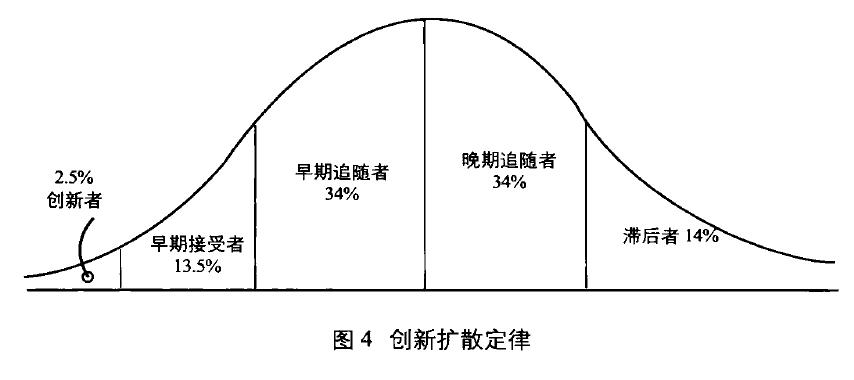 2.5%
创新者
早期接受者
13.5%
早期追随者
34%
晚期追随者
34%
滞后者 14%
图 4 创新扩散定律